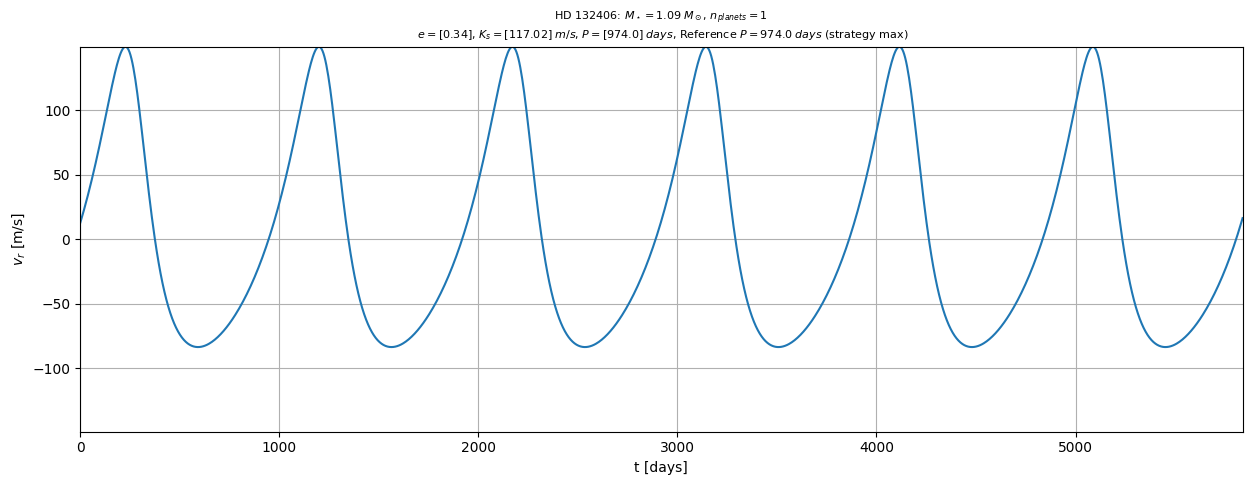 HD 132406: $M_\star = 1.09\ M_\odot$, $n_{planets} = 1$
$e = [0.34]$, $K_s = [117.02]\ m/s$, $P = [974.0]\ days$, Reference $P = 974.0\ days$ (strategy max)
$v_r$ [m/s]
100
50
0
−50
−100
0 1000 2000 3000 4000 5000
t [days]